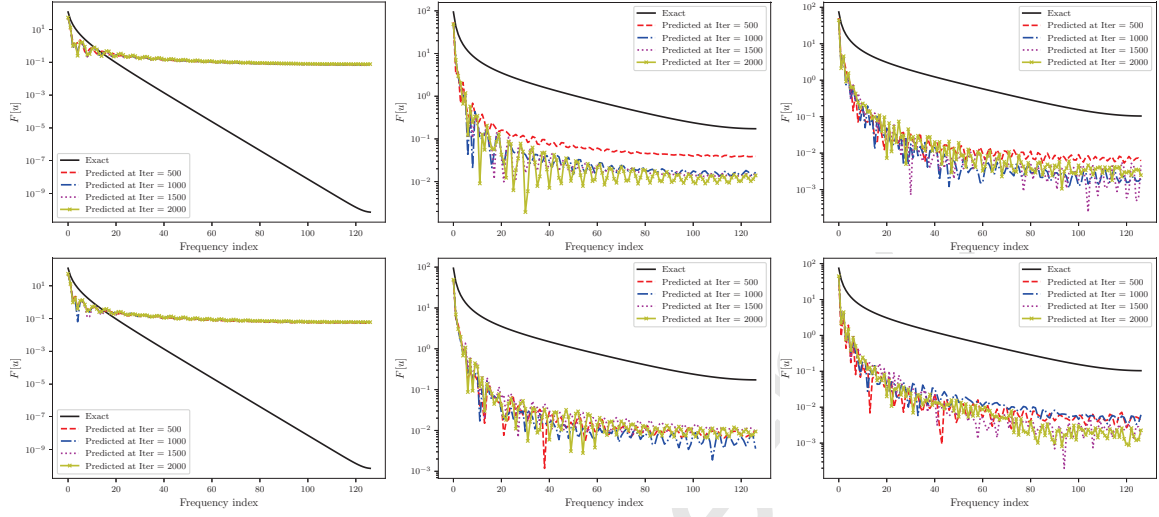 10^1
10^-1
10^-3
10^-5
10^-7
10^-9
F[u]
Exact
Predicted at Iter = 500
Predicted at Iter = 1000
Predicted at Iter = 1500
Predicted at Iter = 2000
0 20 40 60 80 100 120
Frequency index
10^2
10^1
10^0
10^-1
10^-2
F[u]
Exact
Predicted at Iter = 500
Predicted at Iter = 1000
Predicted at Iter = 1500
Predicted at Iter = 2000
0 20 40 60 80 100 120
Frequency index
10^2
10^1
10^0
10^-1
10^-2
10^-3
F[u]
Exact
Predicted at Iter = 500
Predicted at Iter = 1000
Predicted at Iter = 1500
Predicted at Iter = 2000
0 20 40 60 80 100 120
Frequency index
10^1
10^-1
10^-3
10^-5
10^-7
10^-9
F[u]
Exact
Predicted at Iter = 500
Predicted at Iter = 1000
Predicted at Iter = 1500
Predicted at Iter = 2000
0 20 40 60 80 100 120
Frequency index
10^2
10^1
10^0
10^-1
10^-2
10^-3
F[u]
Exact
Predicted at Iter = 500
Predicted at Iter = 1000
Predicted at Iter = 1500
Predicted at Iter = 2000
0 20 40 60 80 100 120
Frequency index
10^2
10^1
10^0
10^-1
10^-2
10^-3
F[u]
Exact
Predicted at Iter = 500
Predicted at Iter = 1000
Predicted at Iter = 1500
Predicted at Iter = 2000
0 20 40 60 80 100 120
Frequency index